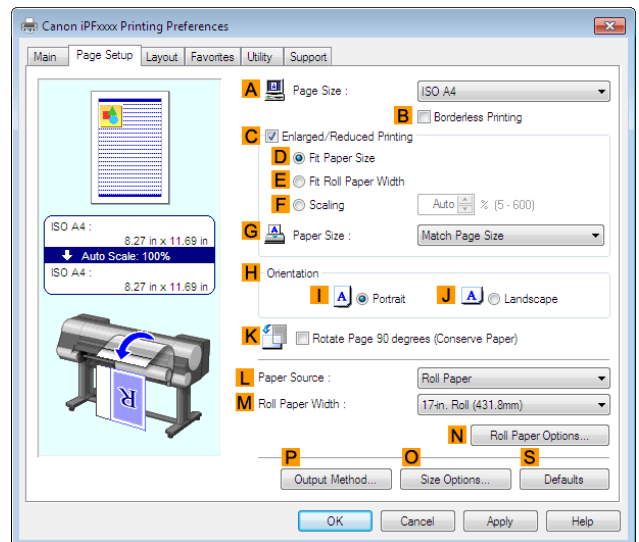 Canon iPFxxxx Printing Preferences
Main Page Setup Layout Favorites Utility Support
A Page Size : ISO A4
B Borderless Printing
C Enlarged/Reduced Printing
D Fit Paper Size
E Fit Roll Paper Width
F Scaling Auto % (5 - 600)
G Paper Size : Match Page Size
ISO A4 :
8.27 in x 11.69 in
Auto Scale: 100%
ISO A4 :
8.27 in x 11.69 in
H Orientation
I A Portrait J A Landscape
K Rotate Page 90 degrees (Conserve Paper)
R
L Paper Source : Roll Paper
M Roll Paper Width : 17-in. Roll (431.8mm)
N Roll Paper Options...
P O S
Output Method... Size Options... Defaults
OK Cancel Apply Help